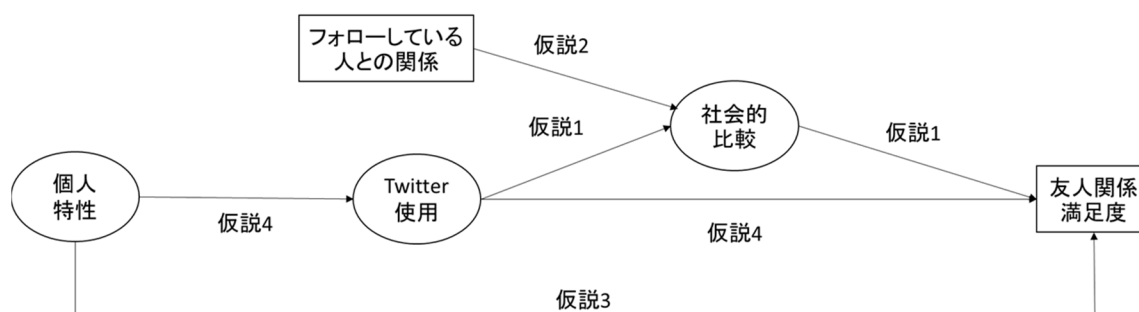 フォローしている
人との関係
仮説2
社会的
比較
仮説1
仮説1
個人
特性
仮説4
Twitter
使用
仮説4
友人関係
満足度
仮説3